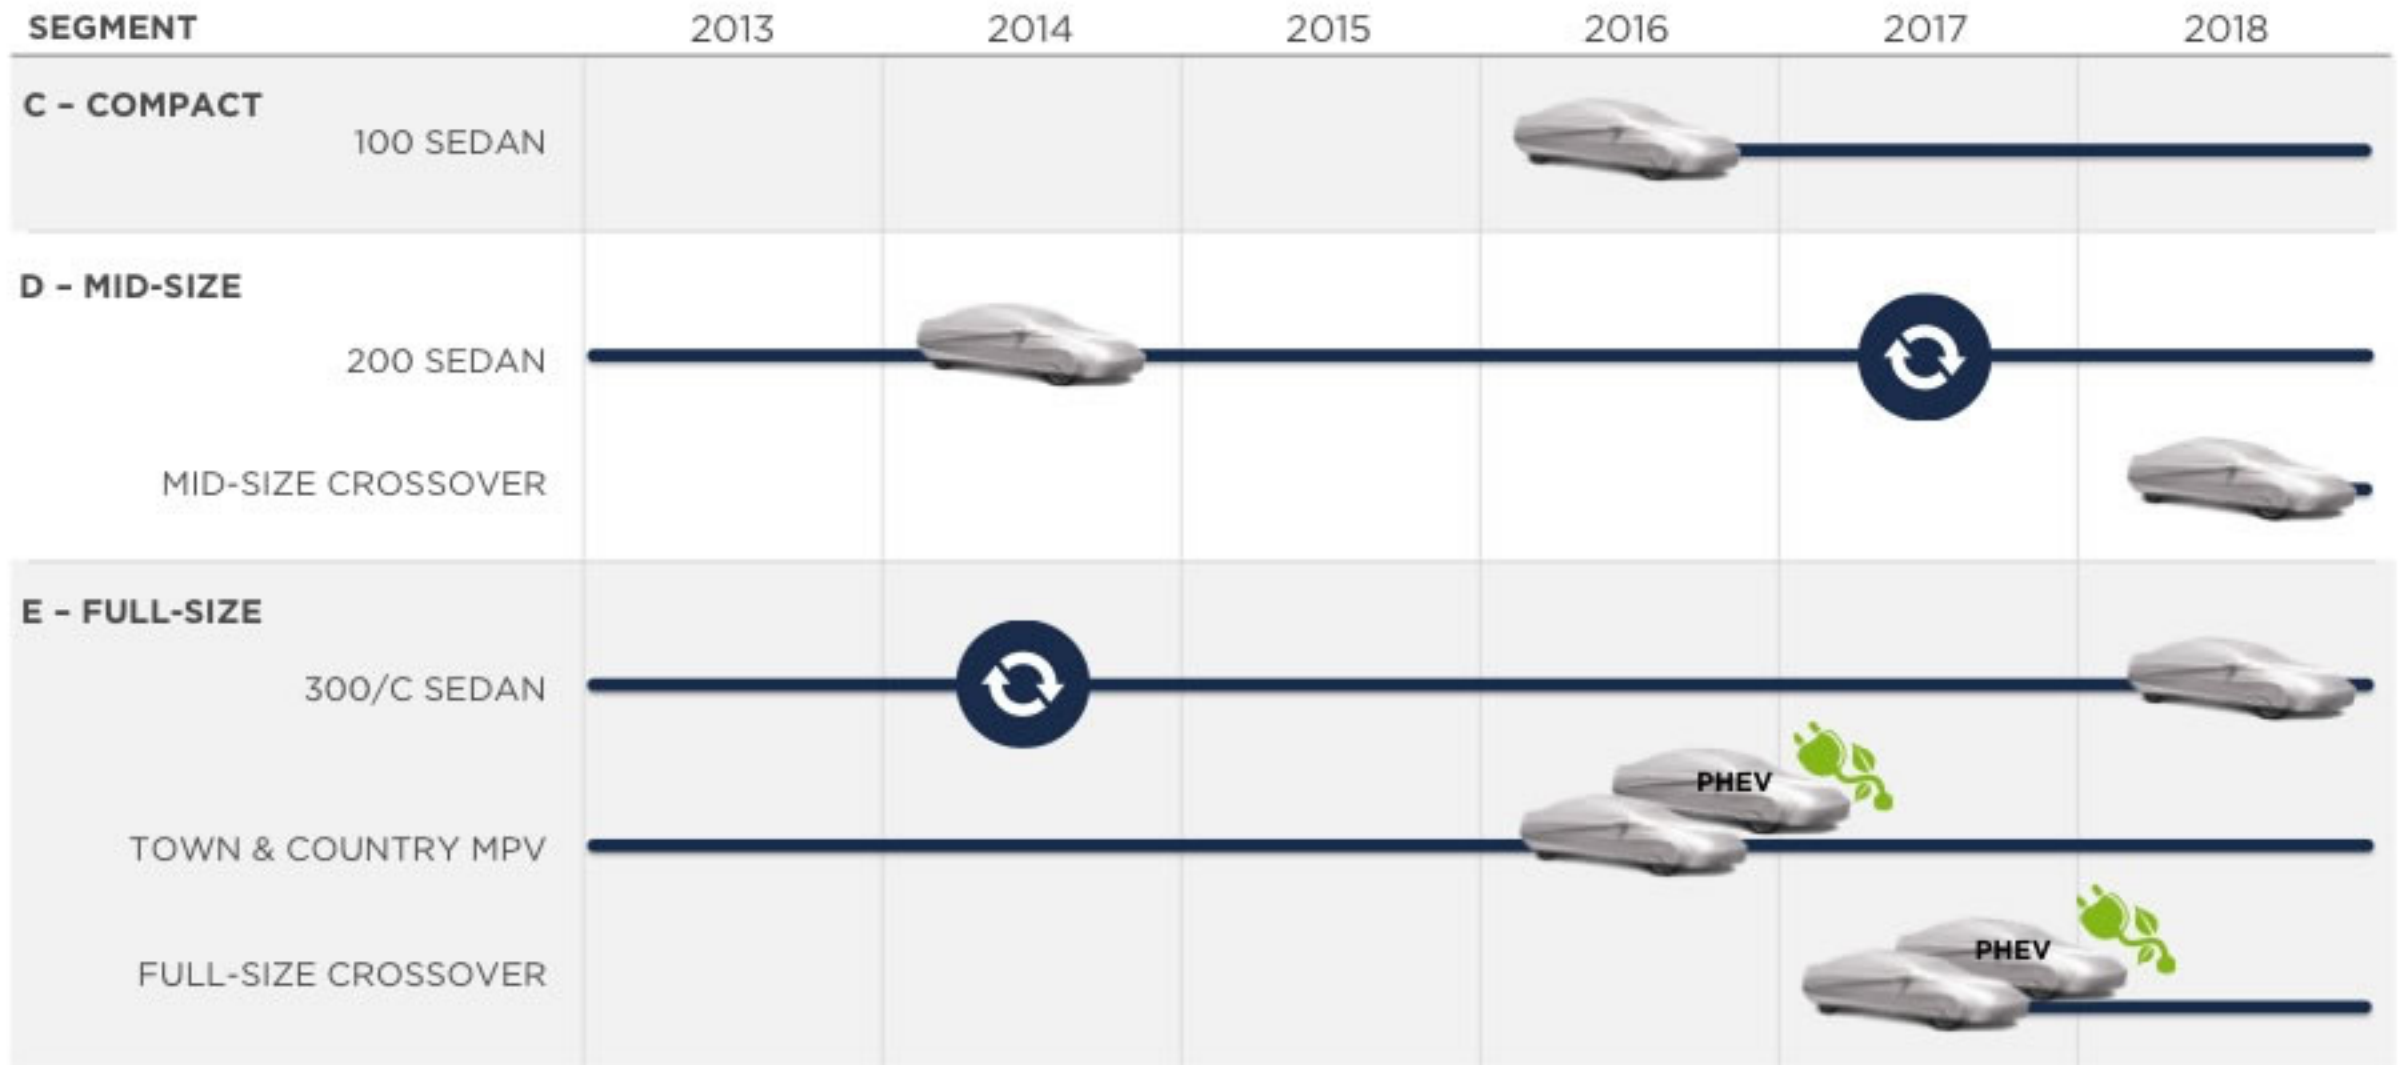 SEGMENT 2013 2014 2015 2016 2017 2018
C – COMPACT
100 SEDAN
D – MID-SIZE
200 SEDAN
MID-SIZE CROSSOVER
E – FULL-SIZE
300/C SEDAN
PHEV
TOWN & COUNTRY MPV
PHEV
FULL-SIZE CROSSOVER